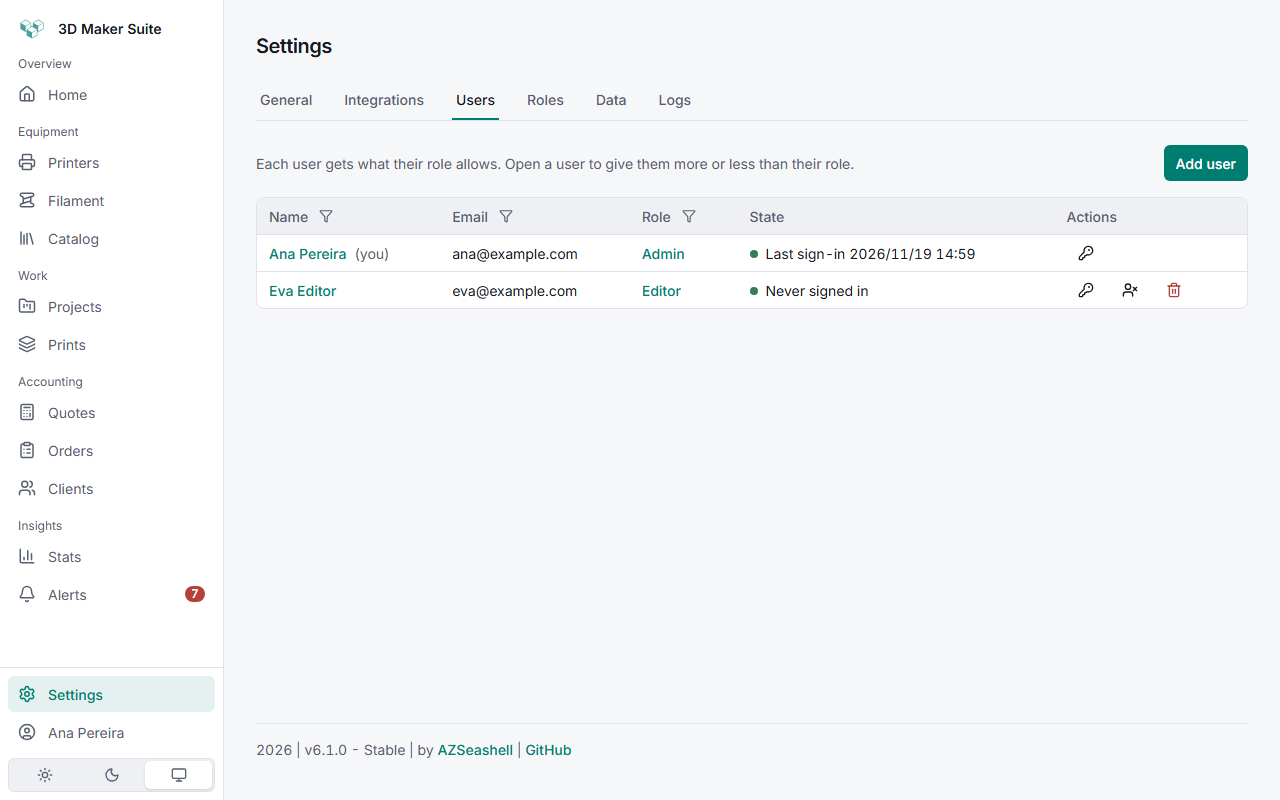 3D Maker Suite
Overview
Home
Equipment
Printers
Filament
Catalog
Work
Projects
Prints
Accounting
Quotes
Orders
Clients
Insights
Stats
Alerts 7
Settings
Ana Pereira
Settings
General Integrations Users Roles Data Logs
Each user gets what their role allows. Open a user to give them more or less than their role.
Add user
Name Email Role State Actions
Ana Pereira (you) ana@example.com Admin Last sign-in 2026/11/19 14:59
Eva Editor eva@example.com Editor Never signed in
2026 | v6.1.0 - Stable | by AZSeashell | GitHub